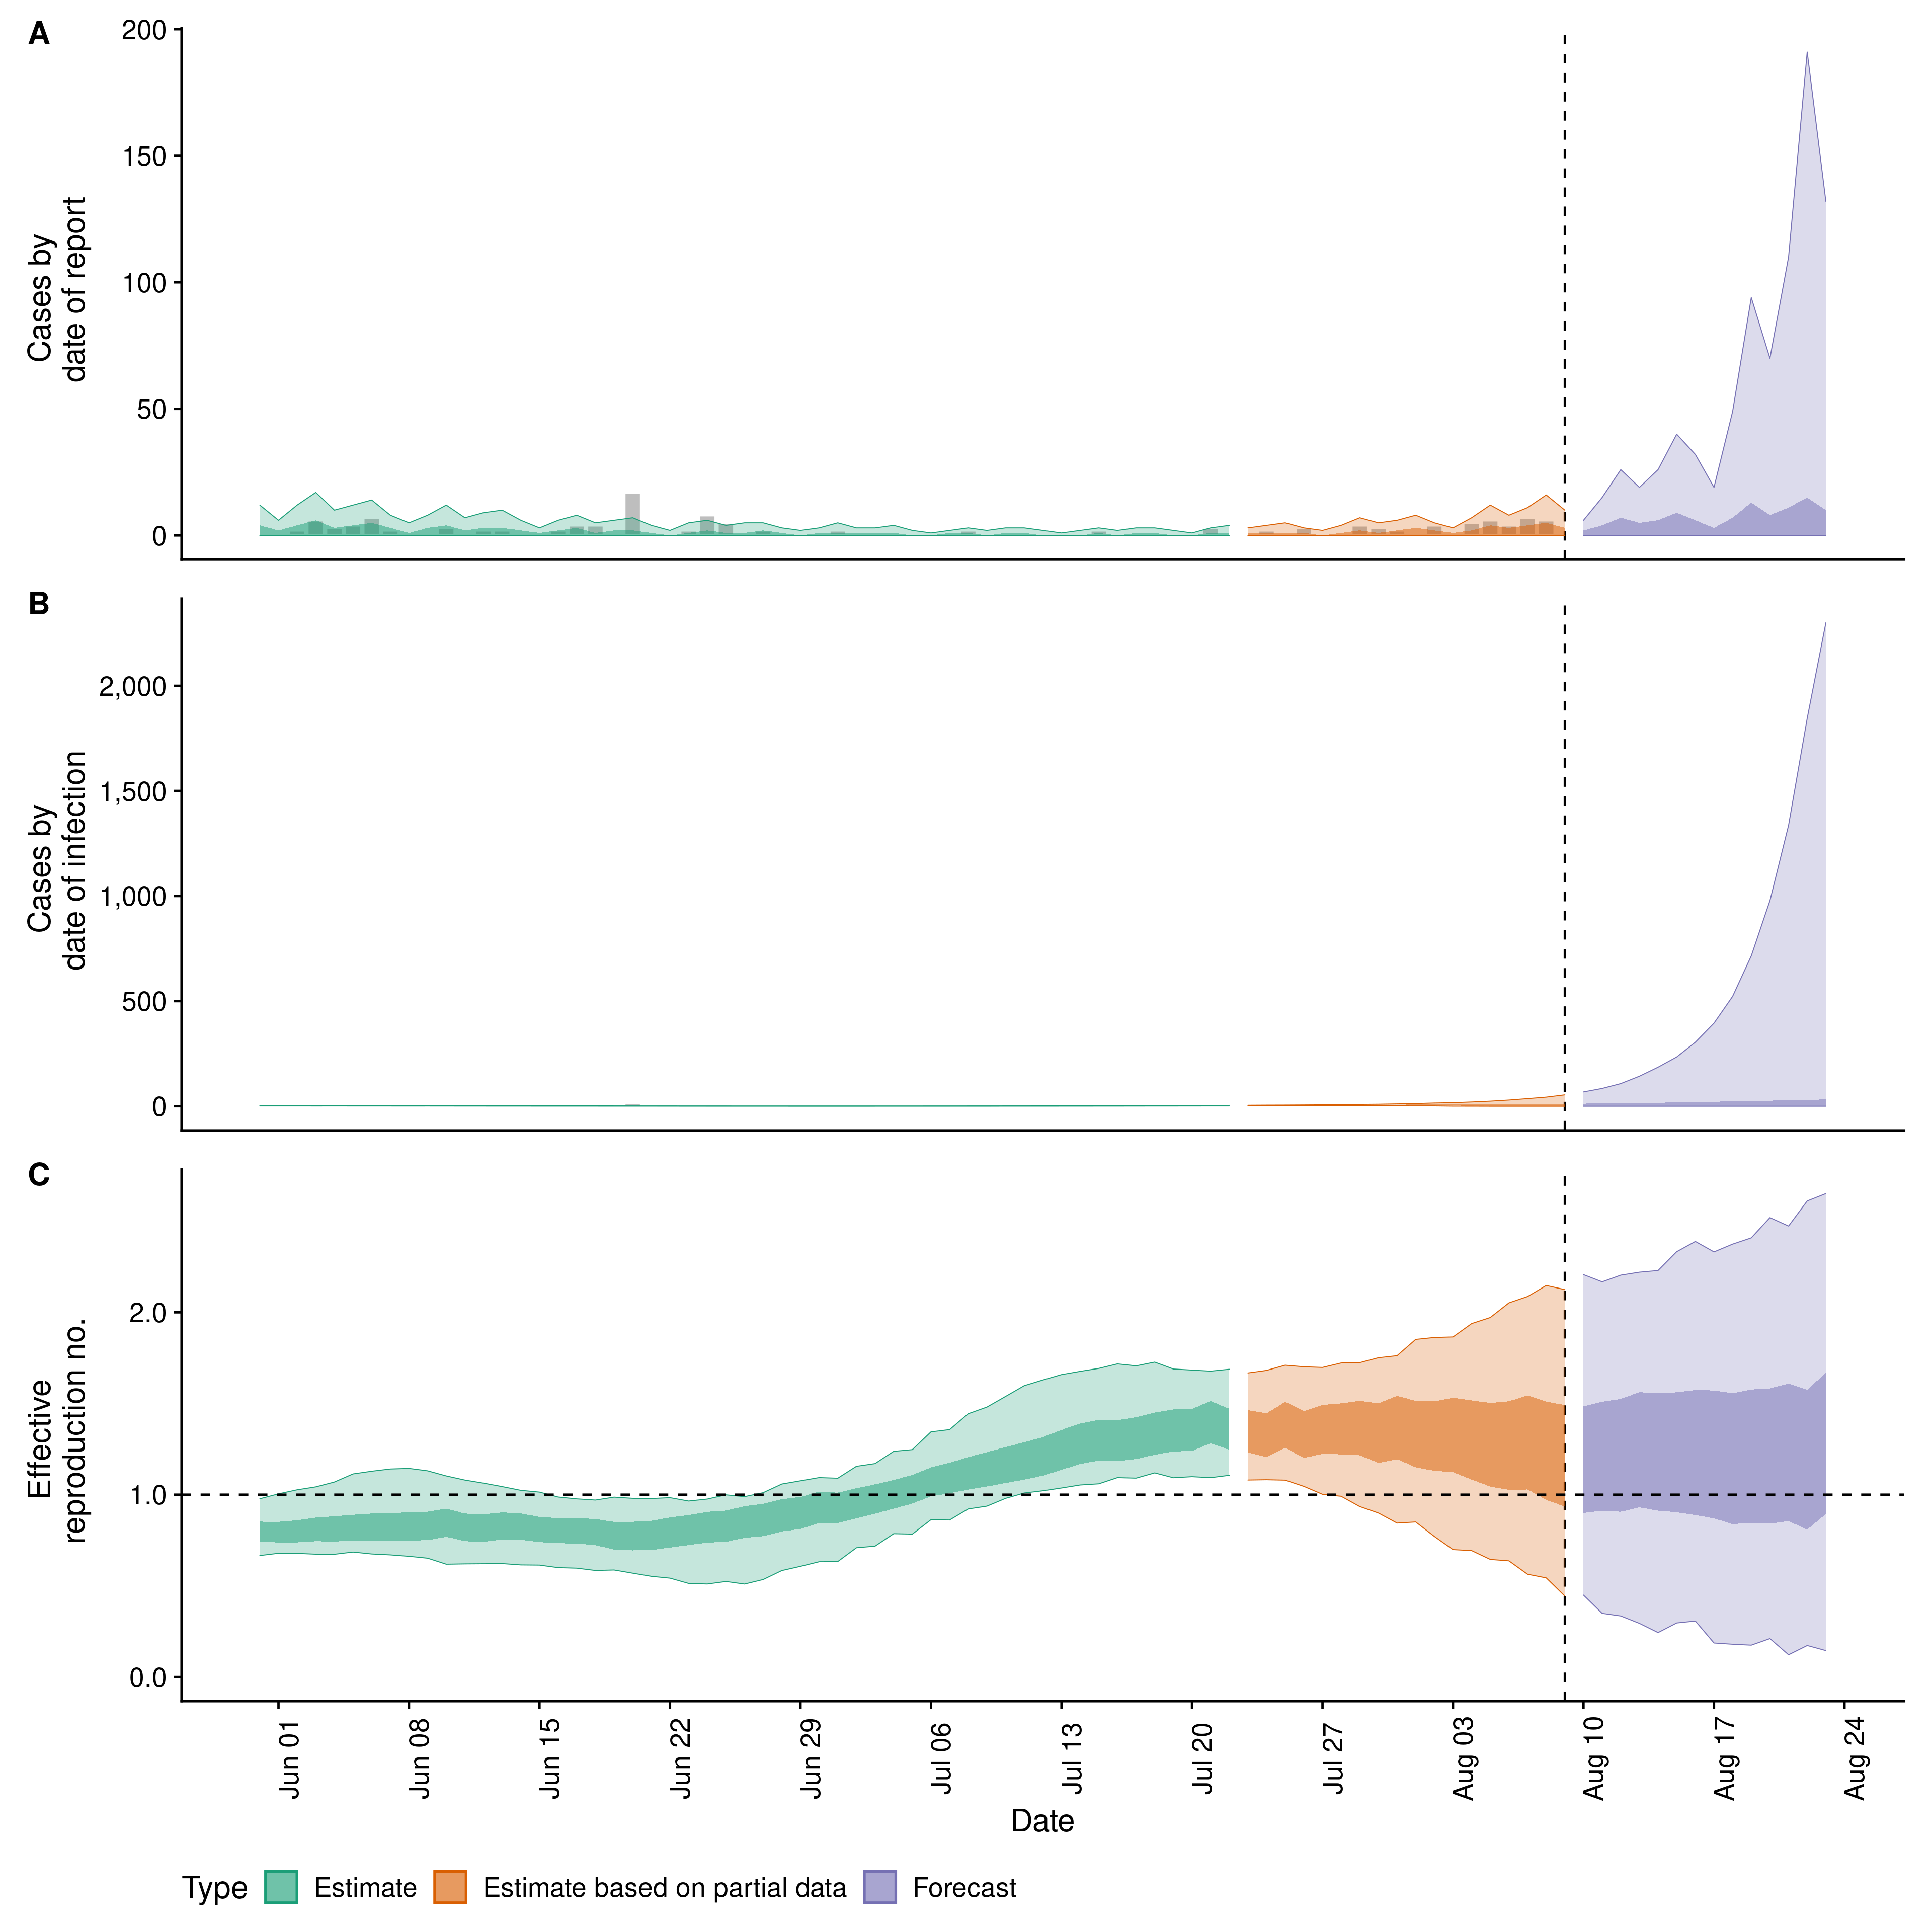 A
200
150
100
50
0
Cases by
date of report
B
2,000
1,500
1,000
500
0
Cases by
date of infection
C
2.0
1.0
0.0
Effective
reproduction no.
Jun 01
Jun 08
Jun 15
Jun 22
Jun 29
Jul 06
Jul 13
Jul 20
Jul 27
Aug 03
Aug 10
Aug 17
Aug 24
Date
Type Estimate Estimate based on partial data Forecast